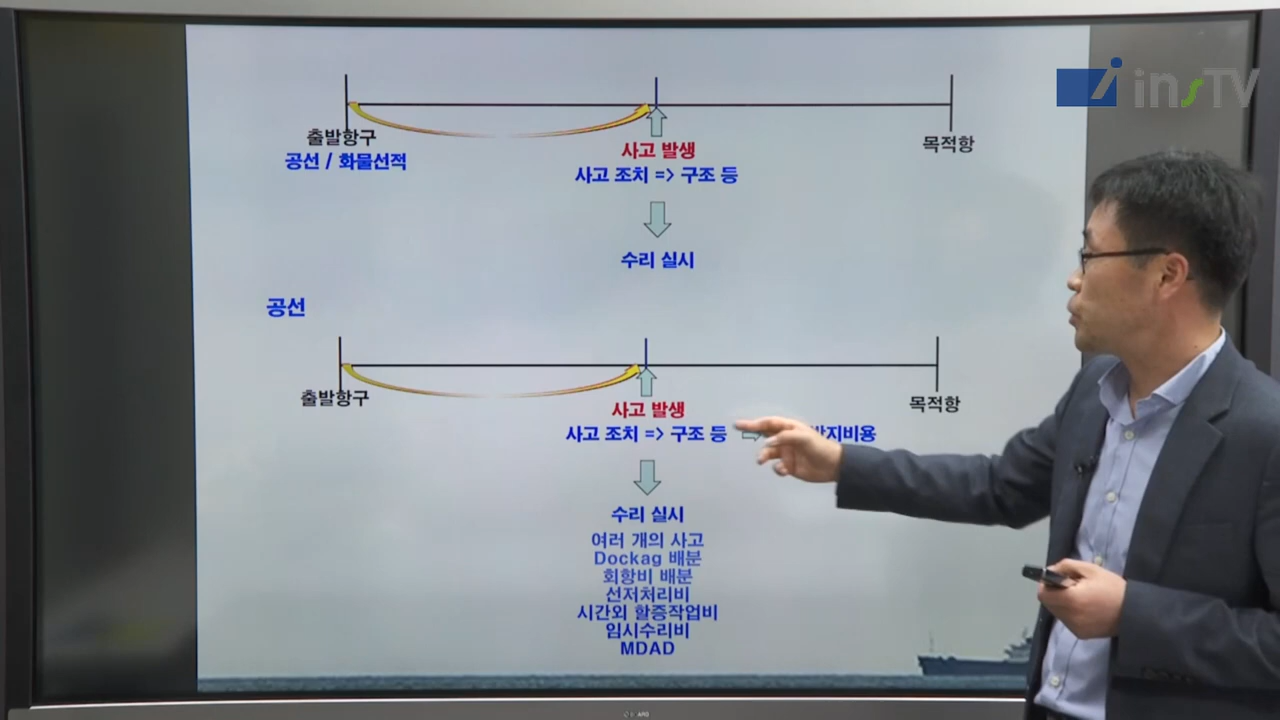 insTV
출발항구
공선 / 화물선적
사고 발생
사고 조치 => 구조 등
목적항
수리 실시
공선
출발항구
사고 발생
사고 조치 => 구조 등
방지비용
목적항
수리 실시
여러 개의 사고
Dockag 배분
회항비 배분
선저처리비
시간외 할증작업비
임시수리비
MDAD